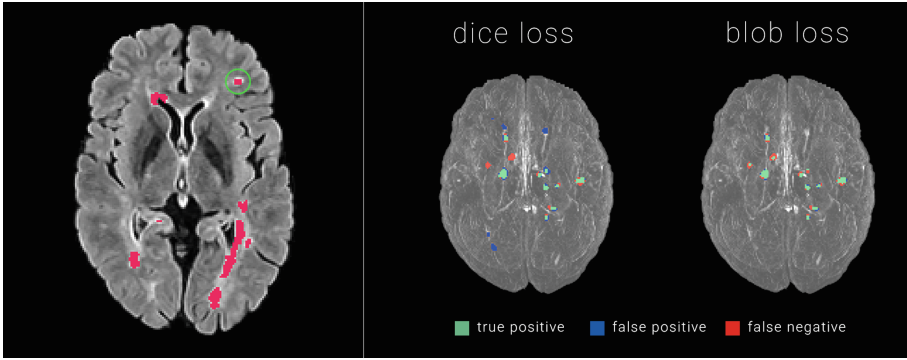 dice loss
blob loss
true positive
false positive
false negative